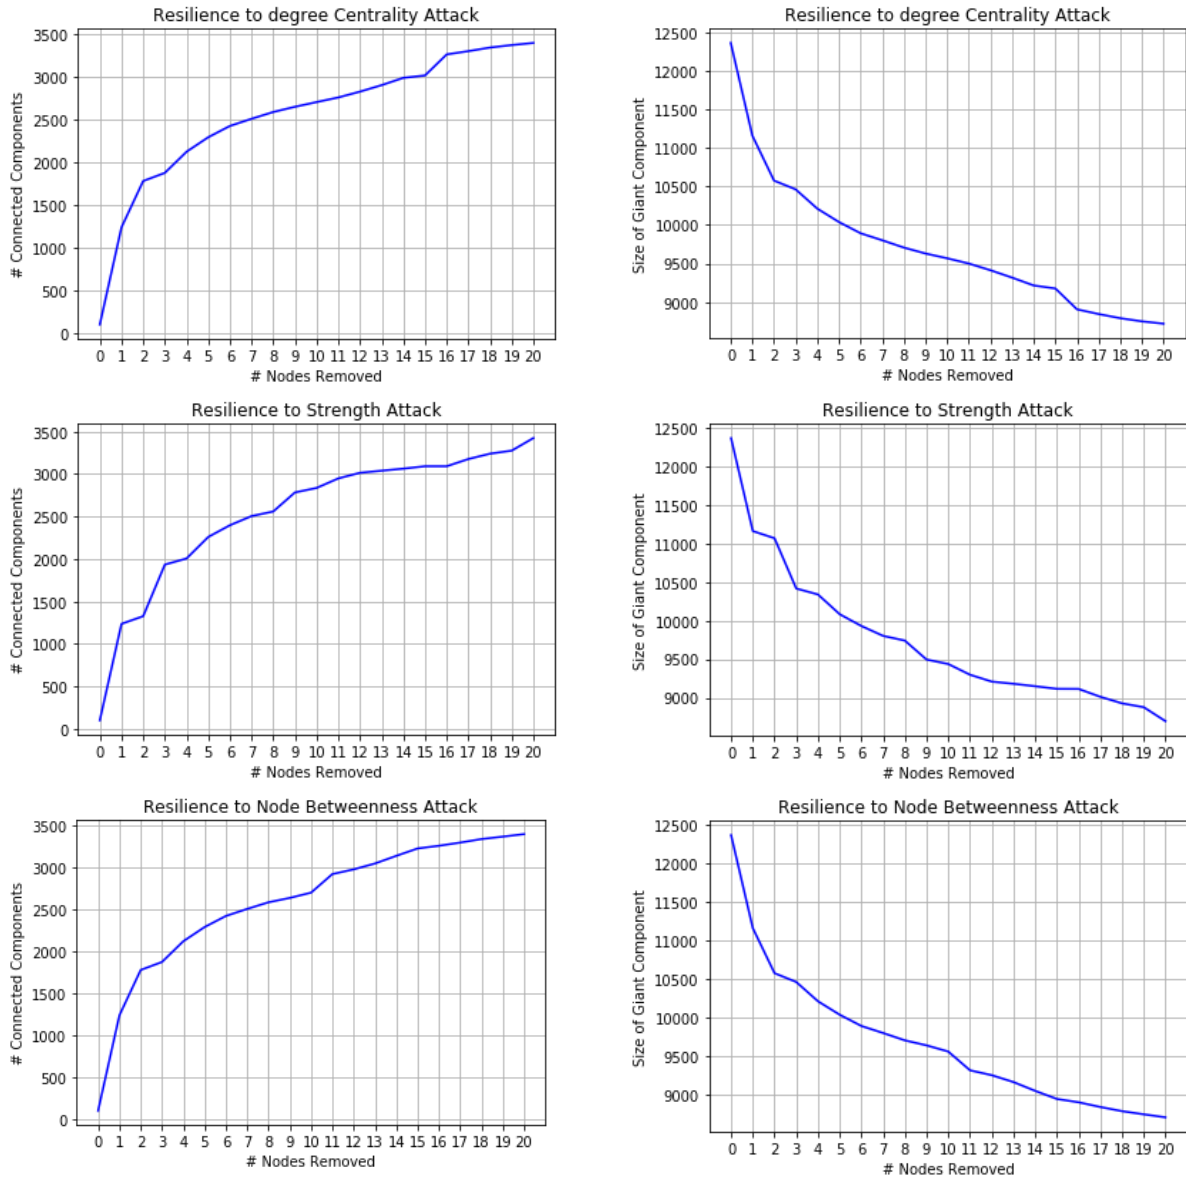 Resilience to degree Centrality Attack
# Connected Components
3500
3000
2500
2000
1500
1000
500
0
0 1 2 3 4 5 6 7 8 9 10 11 12 13 14 15 16 17 18 19 20
# Nodes Removed
Resilience to degree Centrality Attack
Size of Giant Component
12500
12000
11500
11000
10500
10000
9500
9000
0 1 2 3 4 5 6 7 8 9 10 11 12 13 14 15 16 17 18 19 20
# Nodes Removed
Resilience to Strength Attack
# Connected Components
3500
3000
2500
2000
1500
1000
500
0
0 1 2 3 4 5 6 7 8 9 10 11 12 13 14 15 16 17 18 19 20
# Nodes Removed
Resilience to Strength Attack
Size of Giant Component
12500
12000
11500
11000
10500
10000
9500
9000
0 1 2 3 4 5 6 7 8 9 10 11 12 13 14 15 16 17 18 19 20
# Nodes Removed
Resilience to Node Betweenness Attack
# Connected Components
3500
3000
2500
2000
1500
1000
500
0
0 1 2 3 4 5 6 7 8 9 10 11 12 13 14 15 16 17 18 19 20
# Nodes Removed
Resilience to Node Betweenness Attack
Size of Giant Component
12500
12000
11500
11000
10500
10000
9500
9000
0 1 2 3 4 5 6 7 8 9 10 11 12 13 14 15 16 17 18 19 20
# Nodes Removed